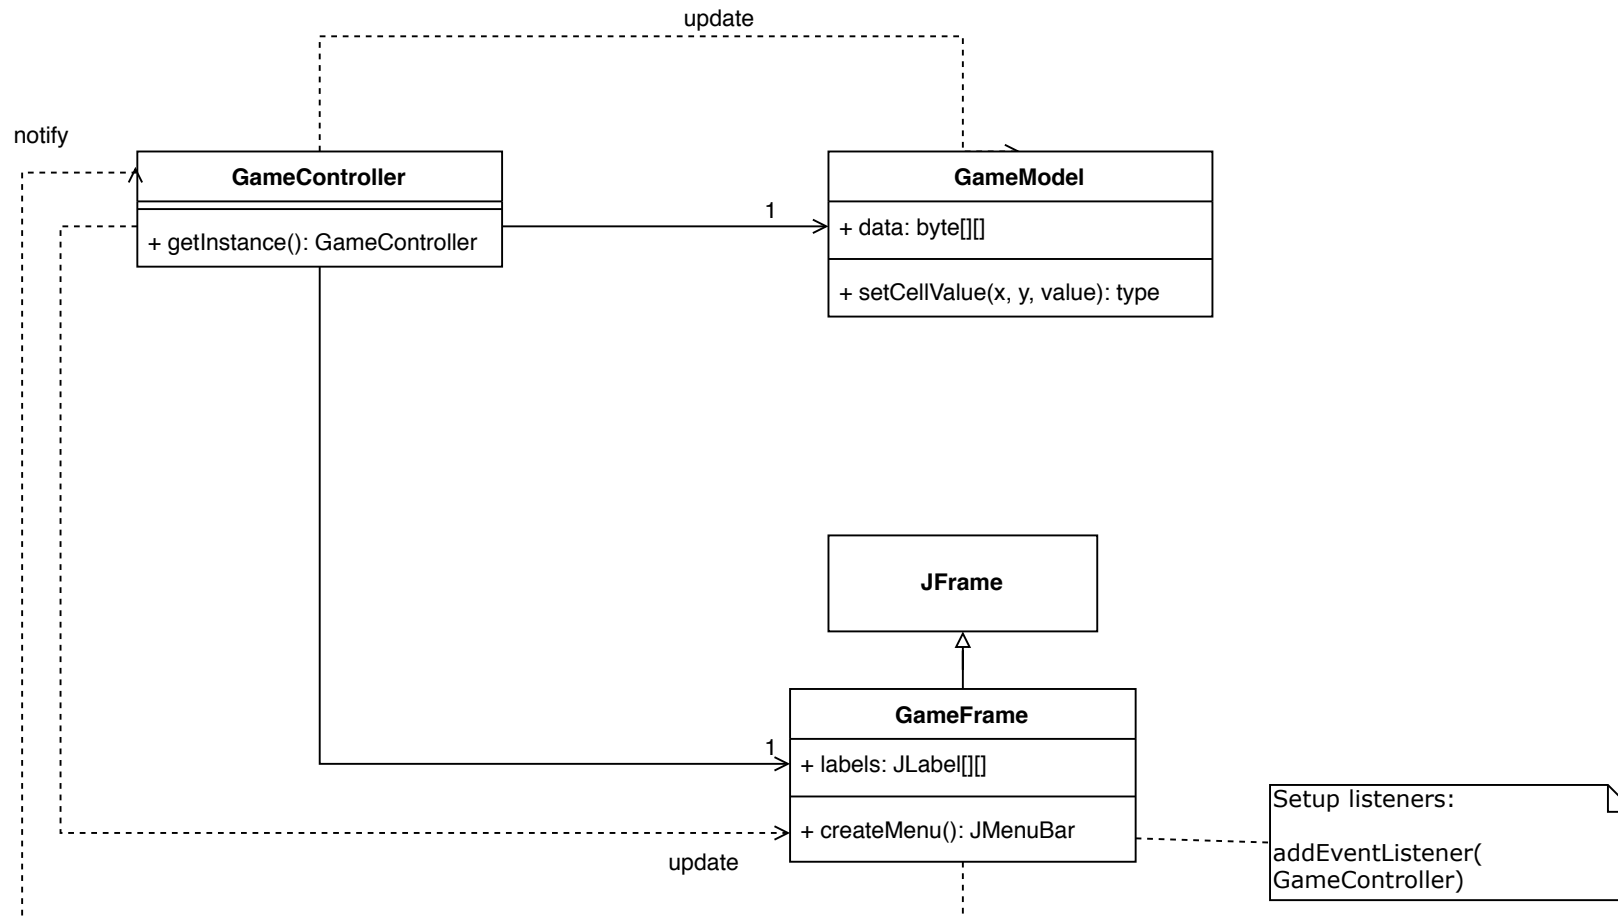 update
notify
GameController
+ getInstance(): GameController
1
GameModel
+ data: byte[][]
+ setCellValue(x, y, value): type
JFrame
GameFrame
1
+ labels: JLabel[][]
+ createMenu(): JMenuBar
update
Setup listeners:
addEventListener(
GameController)